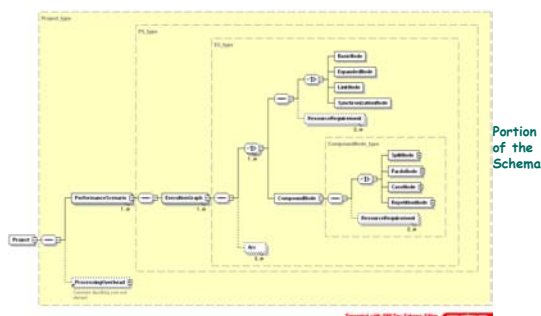 Project_type
PS_type
EG_type
BasicNode
ExpandedNode
LinkNode
SynchronizationNode
ResourceRequirement
0..∞
1..∞
CompoundNode_type
SplitNode
PardoNode
CaseNode
RepetitionNode
CompoundNode
ResourceRequirement
0..∞
PerformanceScenario
1..∞
ExecutionGraph
1..∞
Arc
0..∞
Project
ProcessingOverhead
Portion
of the
Schema